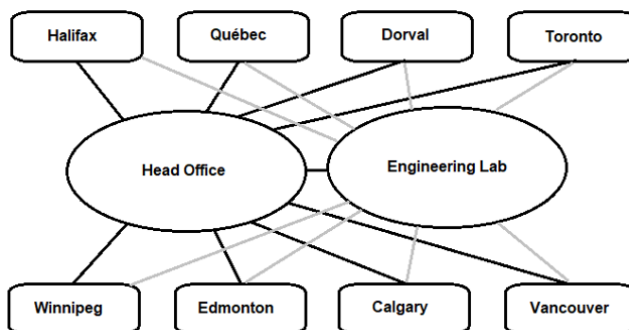 Halifax
Québec
Dorval
Toronto
Head Office
Engineering Lab
Winnipeg
Edmonton
Calgary
Vancouver